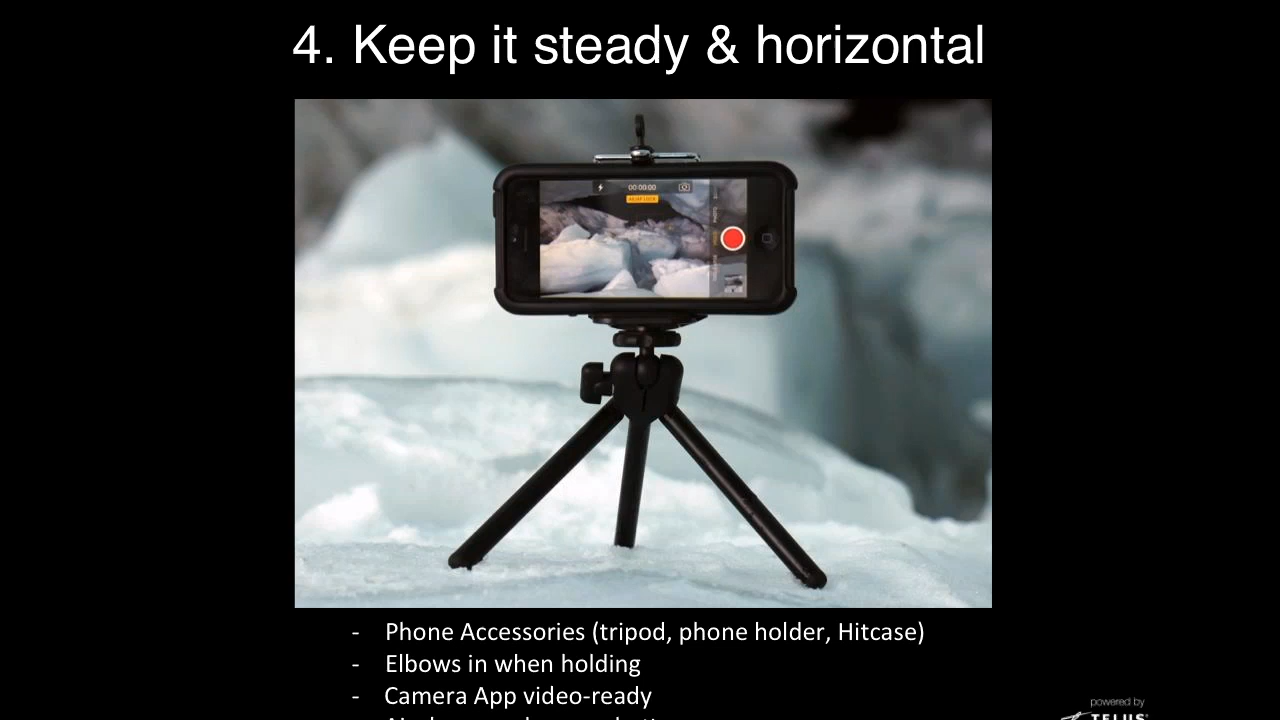 4. Keep it steady & horizontal
00:00:00
AE/AF LOCK
- Phone Accessories (tripod, phone holder, Hitcase)
- Elbows in when holding
- Camera App video-ready
powered by
TELUS